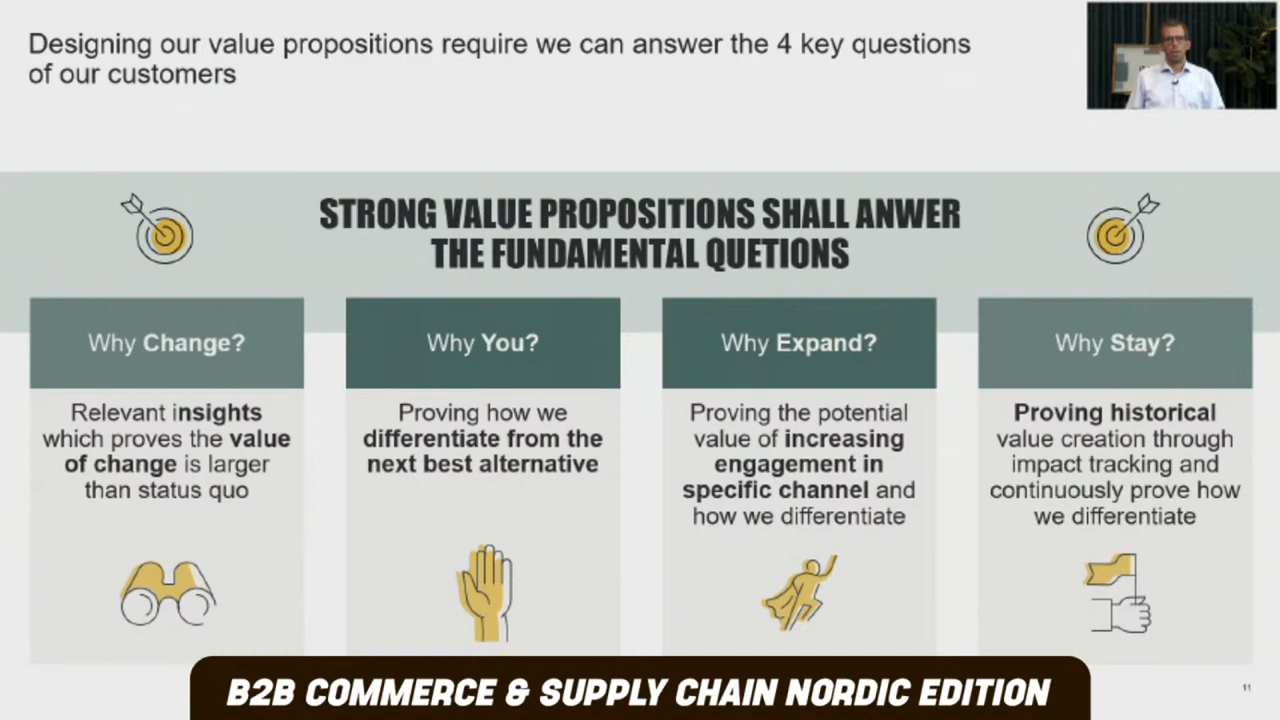 Designing our value propositions require we can answer the 4 key questions
of our customers
STRONG VALUE PROPOSITIONS SHALL ANWER
THE FUNDAMENTAL QUETIONS
Why Change?
Relevant insights
which proves the value
of change is larger
than status quo
Why You?
Proving how we
differentiate from the
next best alternative
Why Expand?
Proving the potential
value of increasing
engagement in
specific channel and
how we differentiate
Why Stay?
Proving historical
value creation through
impact tracking and
continuously prove how
we differentiate
B2B COMMERCE & SUPPLY CHAIN NORDIC EDITION
11